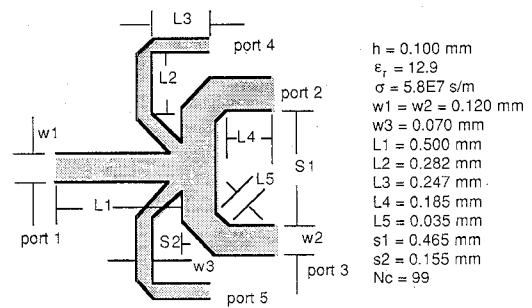 L3
port 4
L2
port 2
w1
L4
S1
L5
L1
port 1
S2
w2
w3
port 3
port 5
h = 0.100 mm
εr = 12.9
σ = 5.8E7 s/m
w1 = w2 = 0.120 mm
w3 = 0.070 mm
L1 = 0.500 mm
L2 = 0.282 mm
L3 = 0.247 mm
L4 = 0.185 mm
L5 = 0.035 mm
s1 = 0.465 mm
s2 = 0.155 mm
Nc = 99